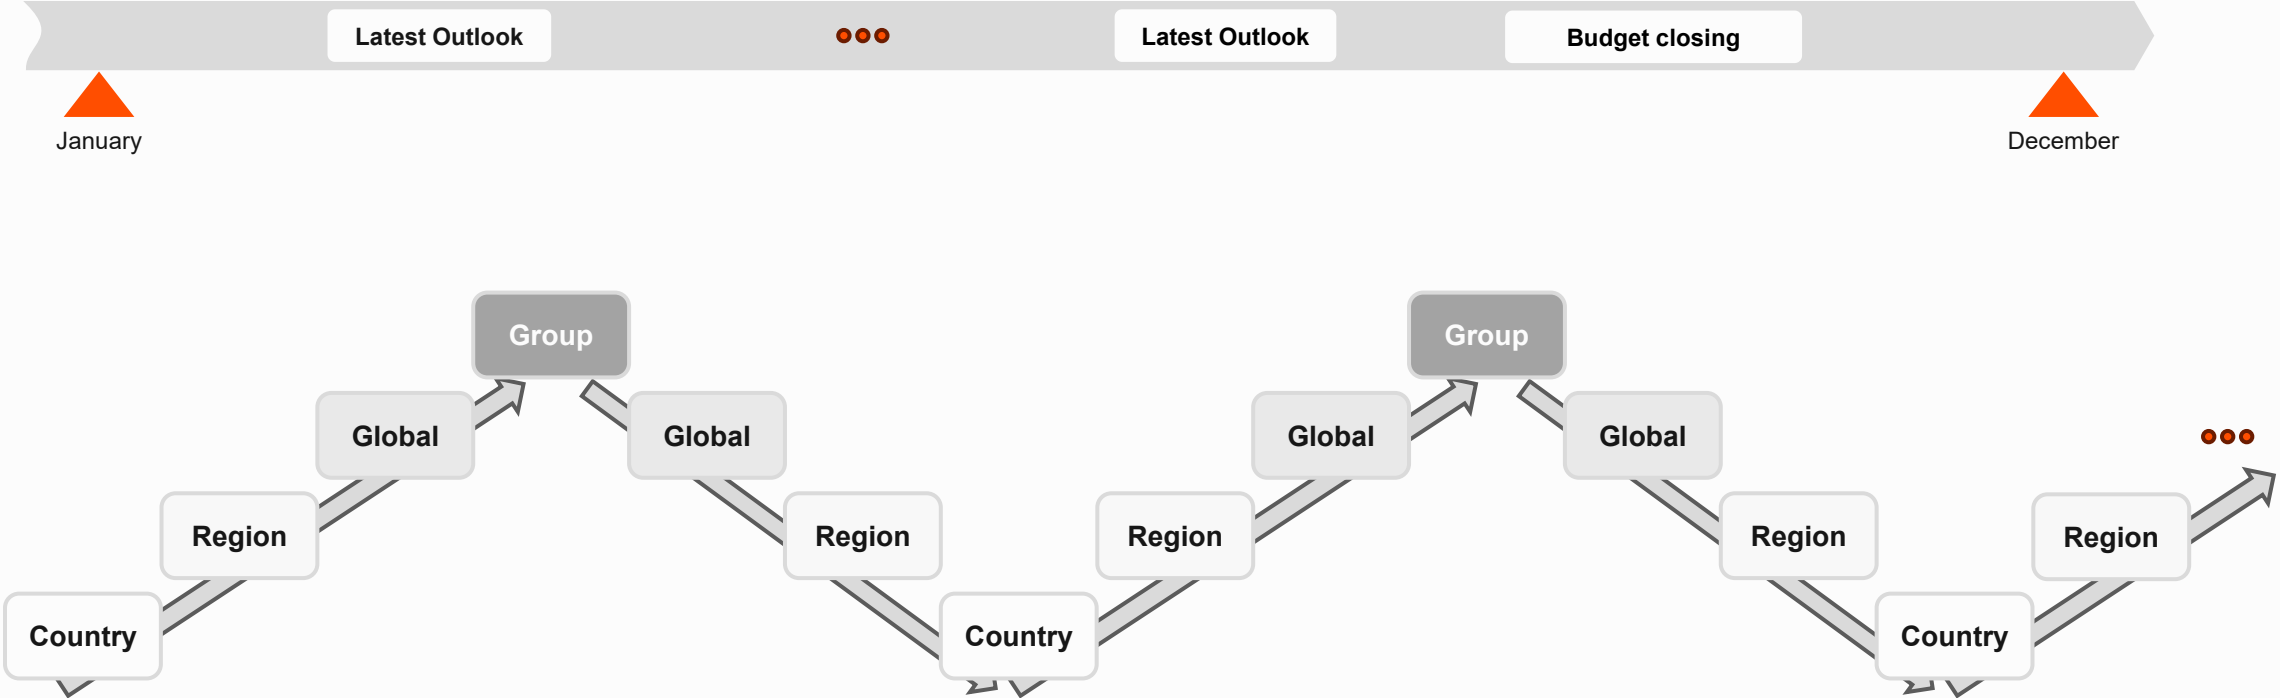 Latest Outlook
Latest Outlook
Budget closing
January
December
Group
Group
Global
Global
Global
Global
Region
Region
Region
Region
Region
Country
Country
Country